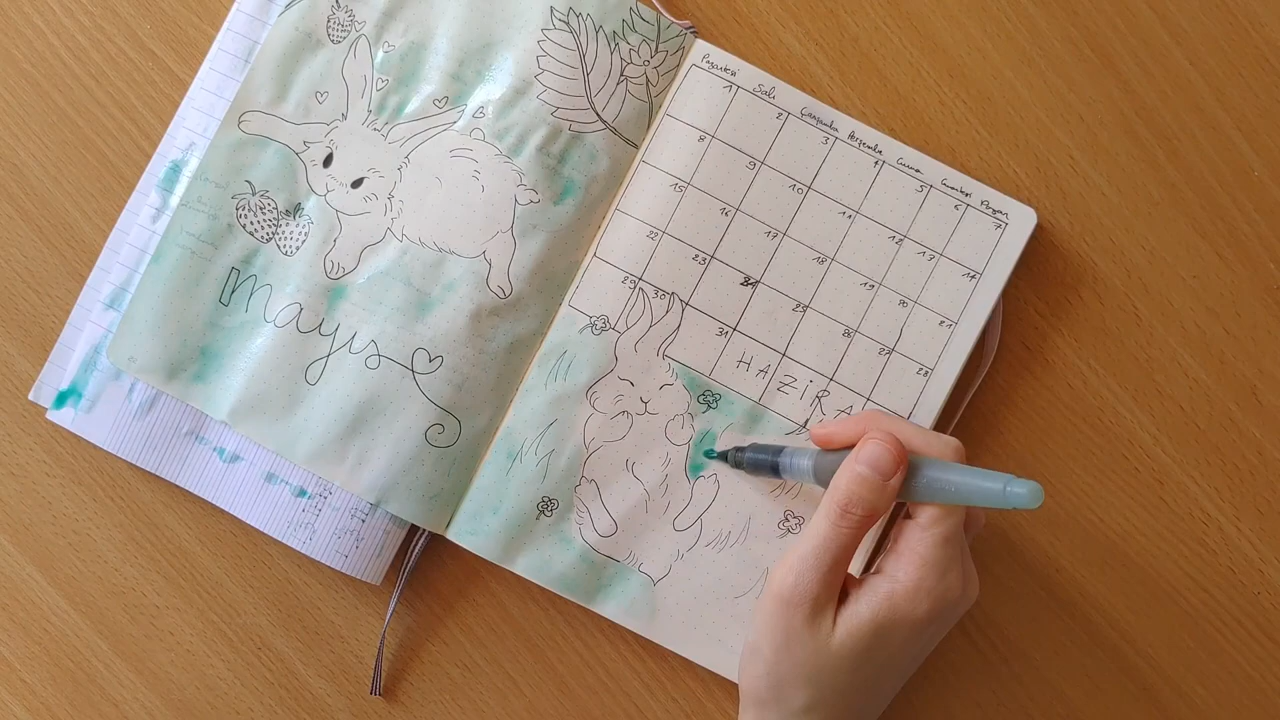 Mayıs
Pazartesi Salı Çarşamba Perşembe Cuma Cumartesi Pazar
1 2 3 4 5 6 7
8 9 10 11 12 13 14
15 16 17 18 19 20 21
22 23 24 25 26 27 28
29 30 31 HAZİRA